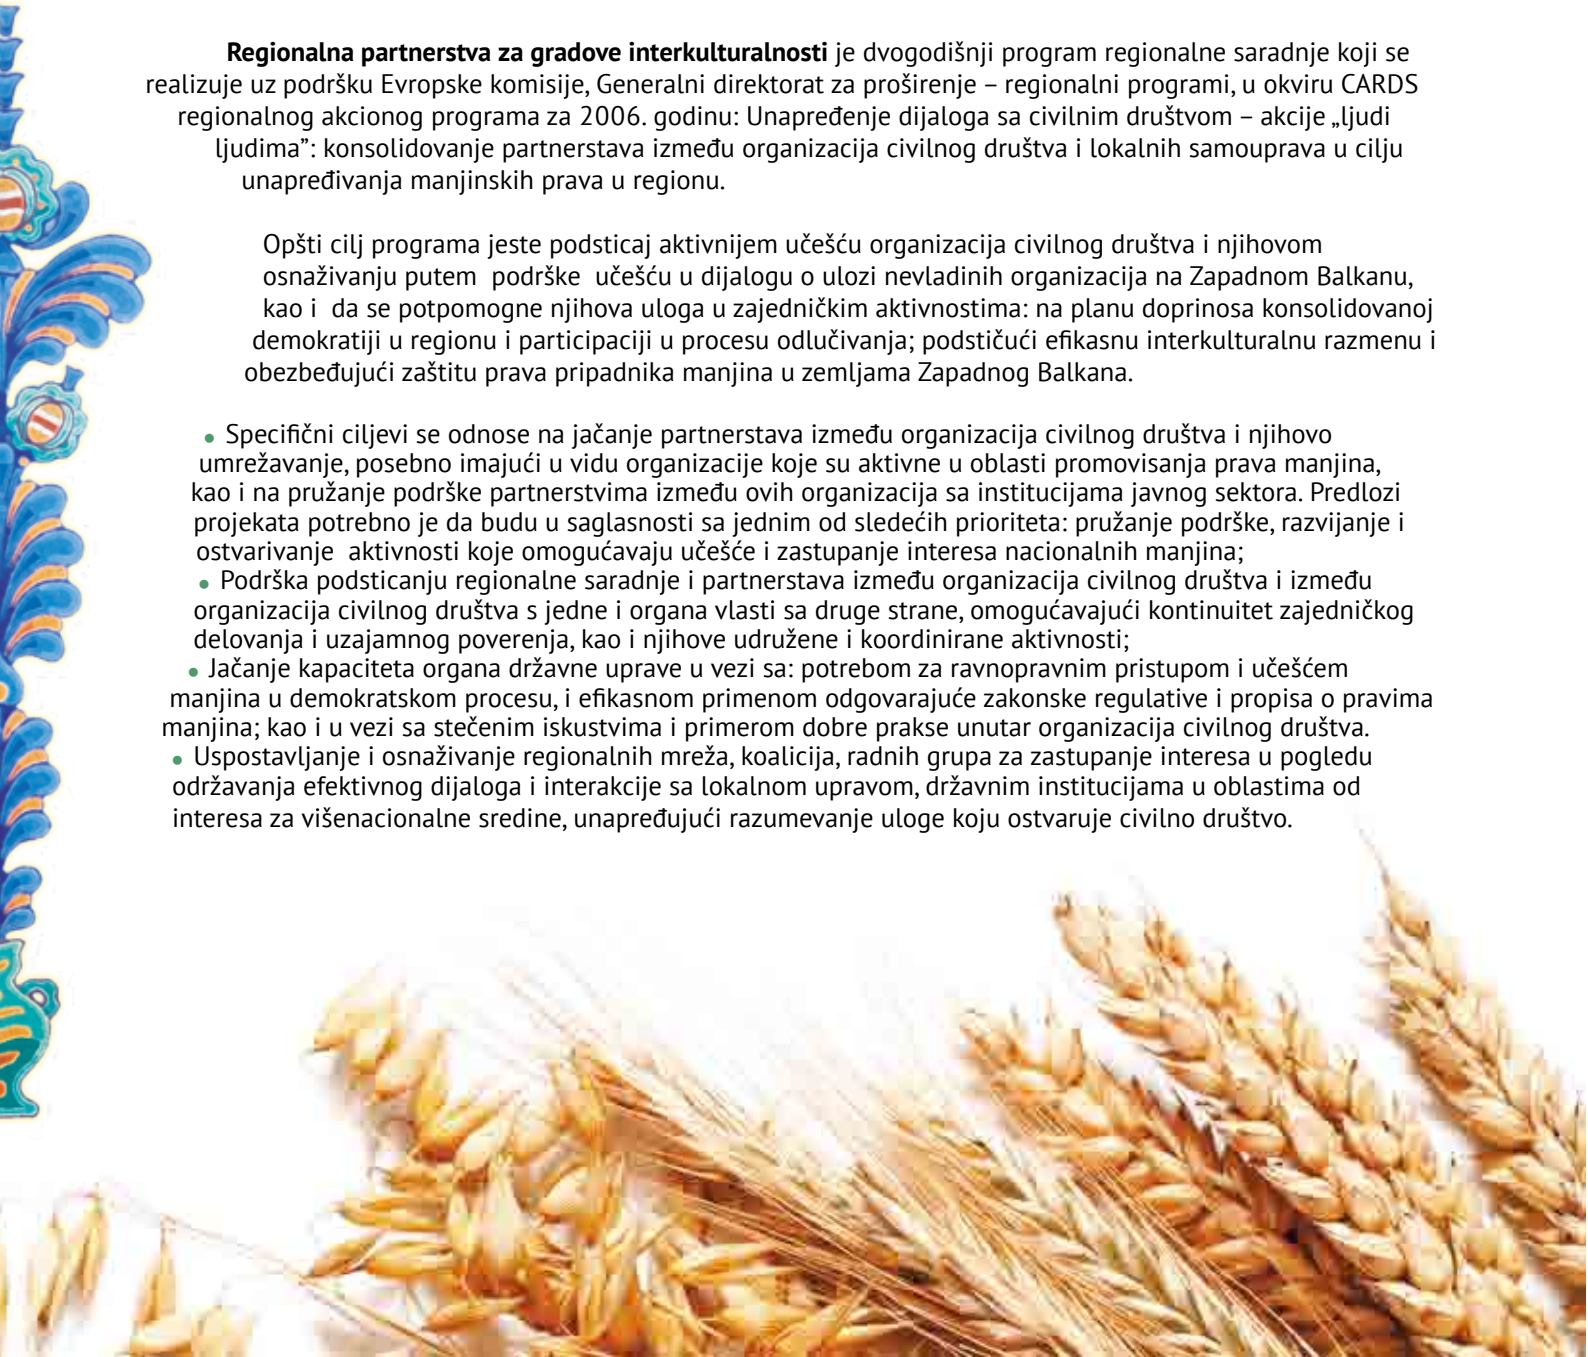 Regionalna partnerstva za gradove interkulturalnosti je dvogodišnji program regionalne saradnje koji se
realizuje uz podršku Evropske komisije, Generalni direktorat za proširenje – regionalni programi, u okviru CARDS
regionalnog akcionog programa za 2006. godinu: Unapređenje dijaloga sa civilnim društvom – akcije „ljudi
ljudima”: konsolidovanje partnerstava između organizacija civilnog društva i lokalnih samouprava u cilju
unapređivanja manjinskih prava u regionu.
Opšti cilj programa jeste podsticaj aktivnijem učešću organizacija civilnog društva i njihovom
osnaživanju putem podrške učešću u dijalogu o ulozi nevladinih organizacija na Zapadnom Balkanu,
kao i da se potpomogne njihova uloga u zajedničkim aktivnostima: na planu doprinosa konsolidovanoj
demokratiji u regionu i participaciji u procesu odlučivanja; podstičući efikasnu interkulturalnu razmenu i
obezbeđujući zaštitu prava pripadnika manjina u zemljama Zapadnog Balkana.
• Specifični ciljevi se odnose na jačanje partnerstava između organizacija civilnog društva i njihovo
umrežavanje, posebno imajući u vidu organizacije koje su aktivne u oblasti promovisanja prava manjina,
kao i na pružanje podrške partnerstvima između ovih organizacija sa institucijama javnog sektora. Predlozi
projekata potrebno je da budu u saglasnosti sa jednim od sledećih prioriteta: pružanje podrške, razvijanje i
ostvarivanje aktivnosti koje omogućavaju učešće i zastupanje interesa nacionalnih manjina;
• Podrška podsticanju regionalne saradnje i partnerstava između organizacija civilnog društva i između
organizacija civilnog društva s jedne i organa vlasti sa druge strane, omogućavajući kontinuitet zajedničkog
delovanja i uzajamnog poverenja, kao i njihove udružene i koordinirane aktivnosti;
• Jačanje kapaciteta organa državne uprave u vezi sa: potrebom za ravnopravnim pristupom i učešćem
manjina u demokratskom procesu, i efikasnom primenom odgovarajuće zakonske regulative i propisa o pravima
manjina; kao i u vezi sa stečenim iskustvima i primerom dobre prakse unutar organizacija civilnog društva.
• Uspostavljanje i osnaživanje regionalnih mreža, koalicija, radnih grupa za zastupanje interesa u pogledu
održavanja efektivnog dijaloga i interakcije sa lokalnom upravom, državnim institucijama u oblastima od
interesa za višenacionalne sredine, unapređujući razumevanje uloge koju ostvaruje civilno društvo.